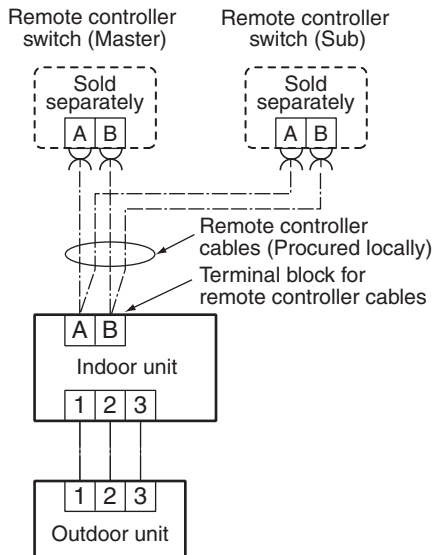 Remote controller
switch (Master)
Remote controller
switch (Sub)
Sold
separately
A B
Sold
separately
A B
Remote controller
cables (Procured locally)
Terminal block for
remote controller cables
A B
Indoor unit
1 2 3
1 2 3
Outdoor unit